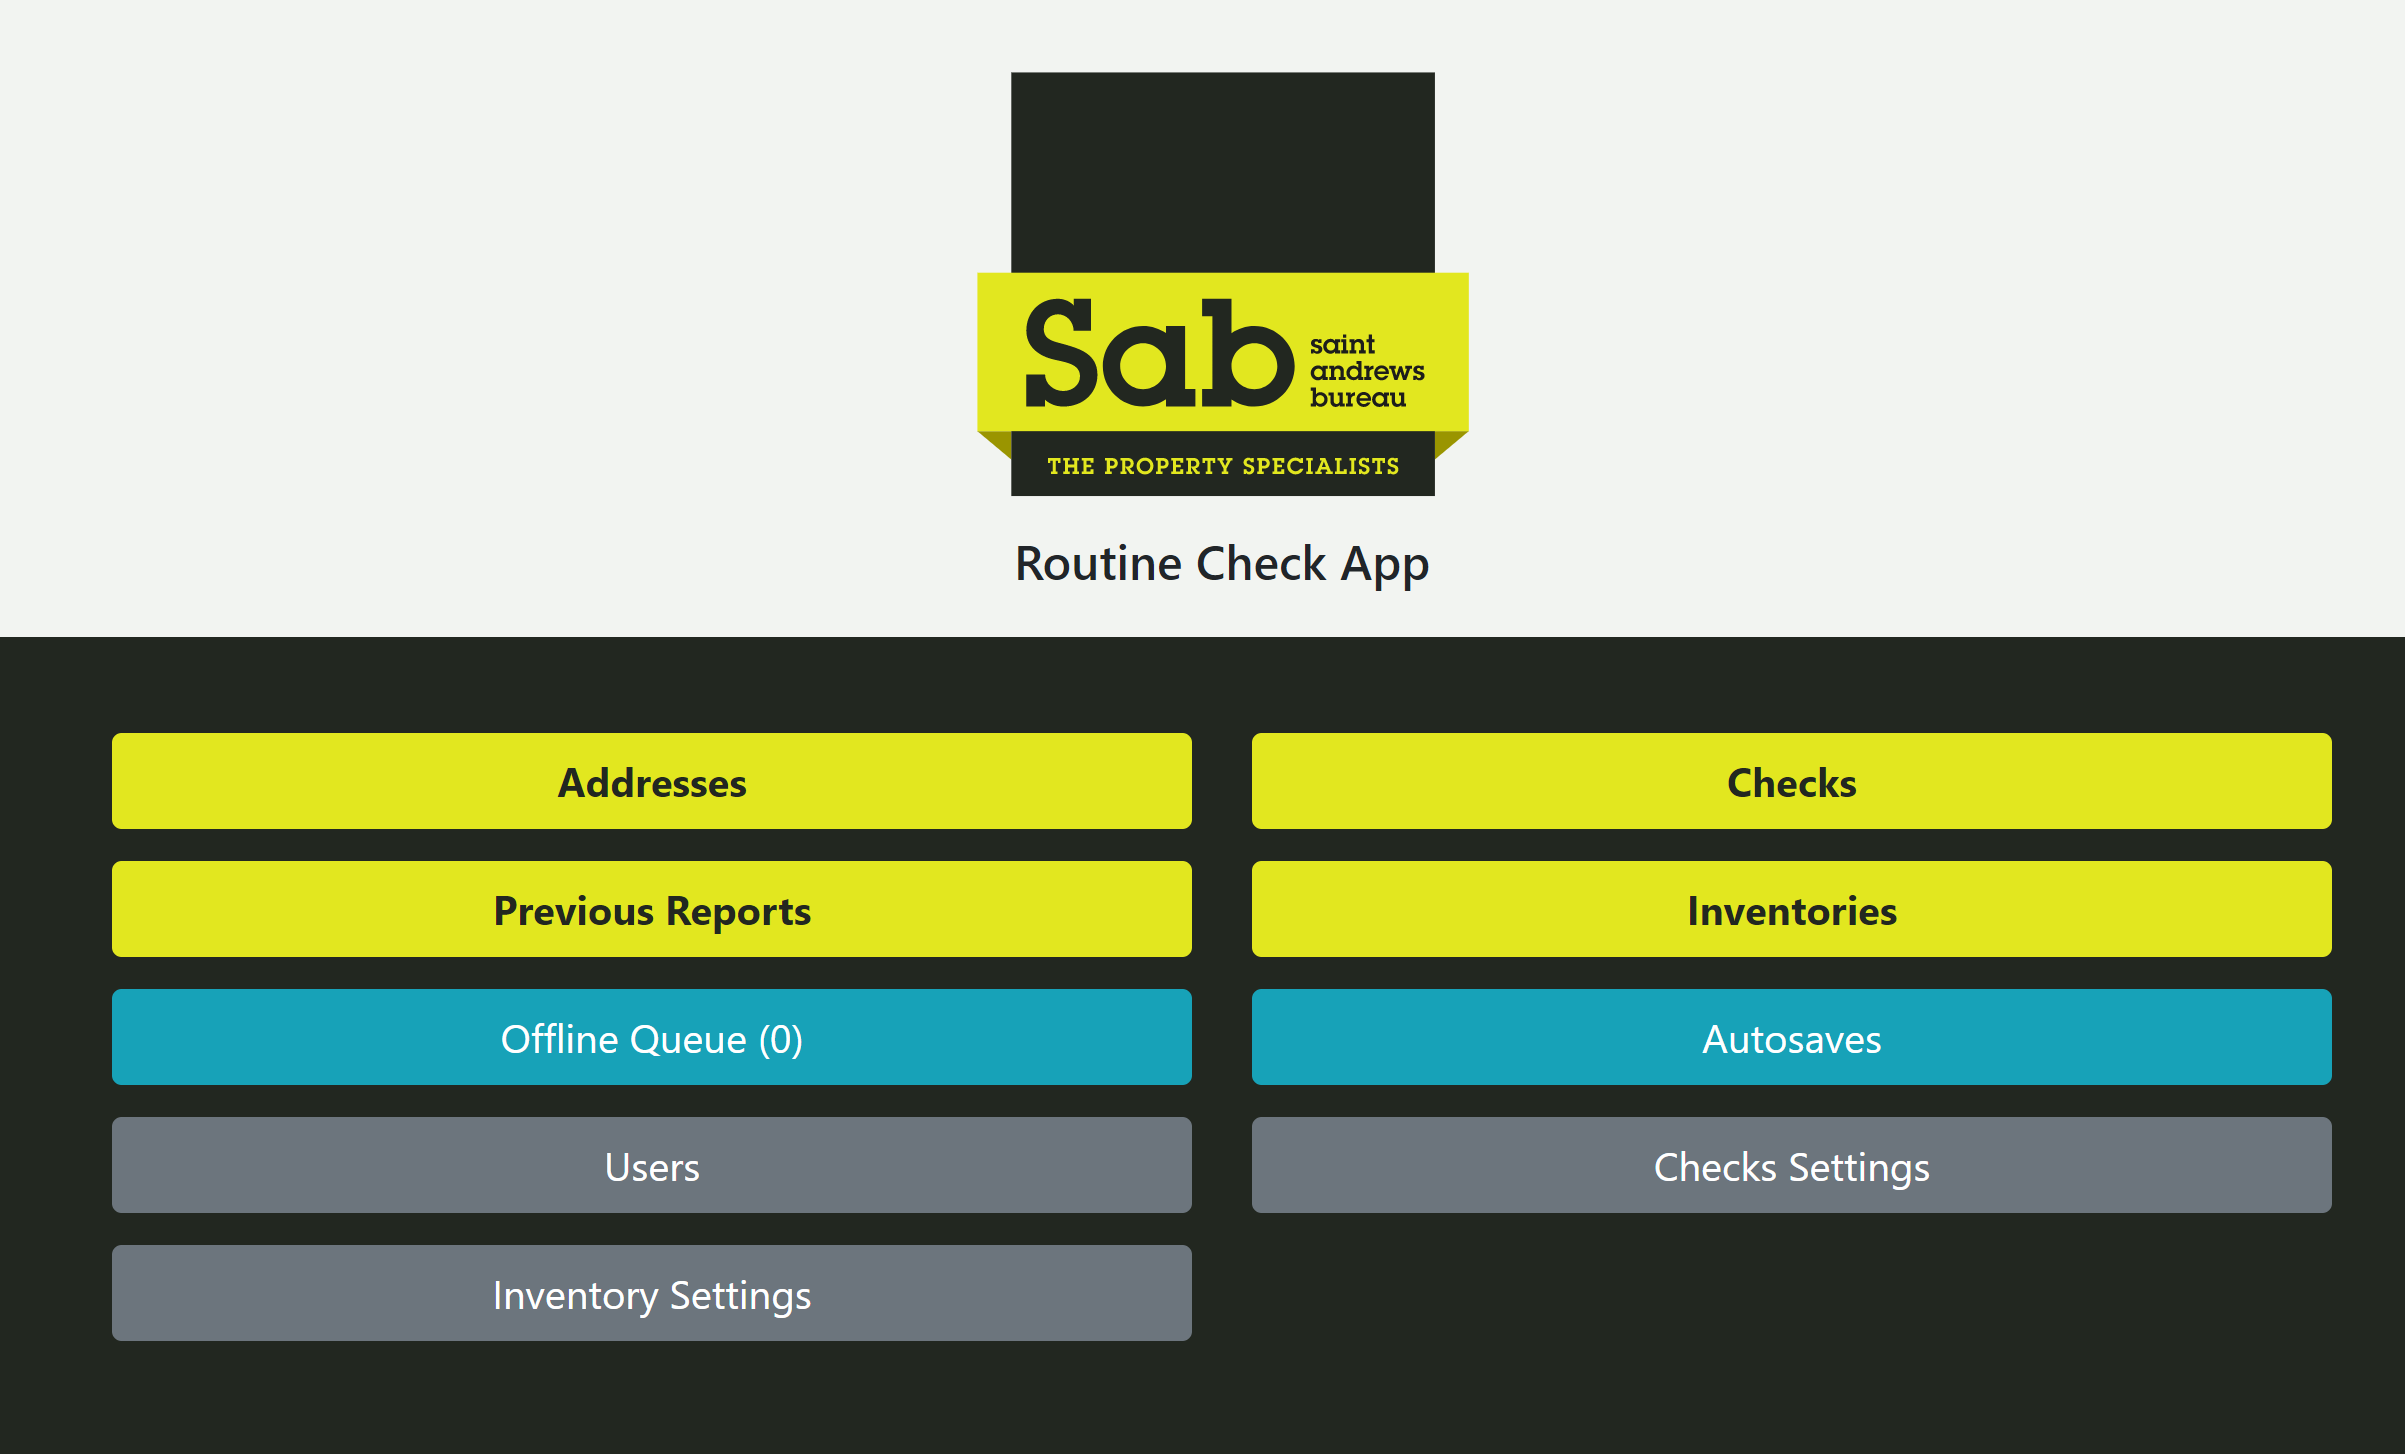 Sab
saint
andrews
bureau
THE PROPERTY SPECIALISTS
Routine Check App
Addresses
Checks
Previous Reports
Inventories
Offline Queue (0)
Autosaves
Users
Checks Settings
Inventory Settings